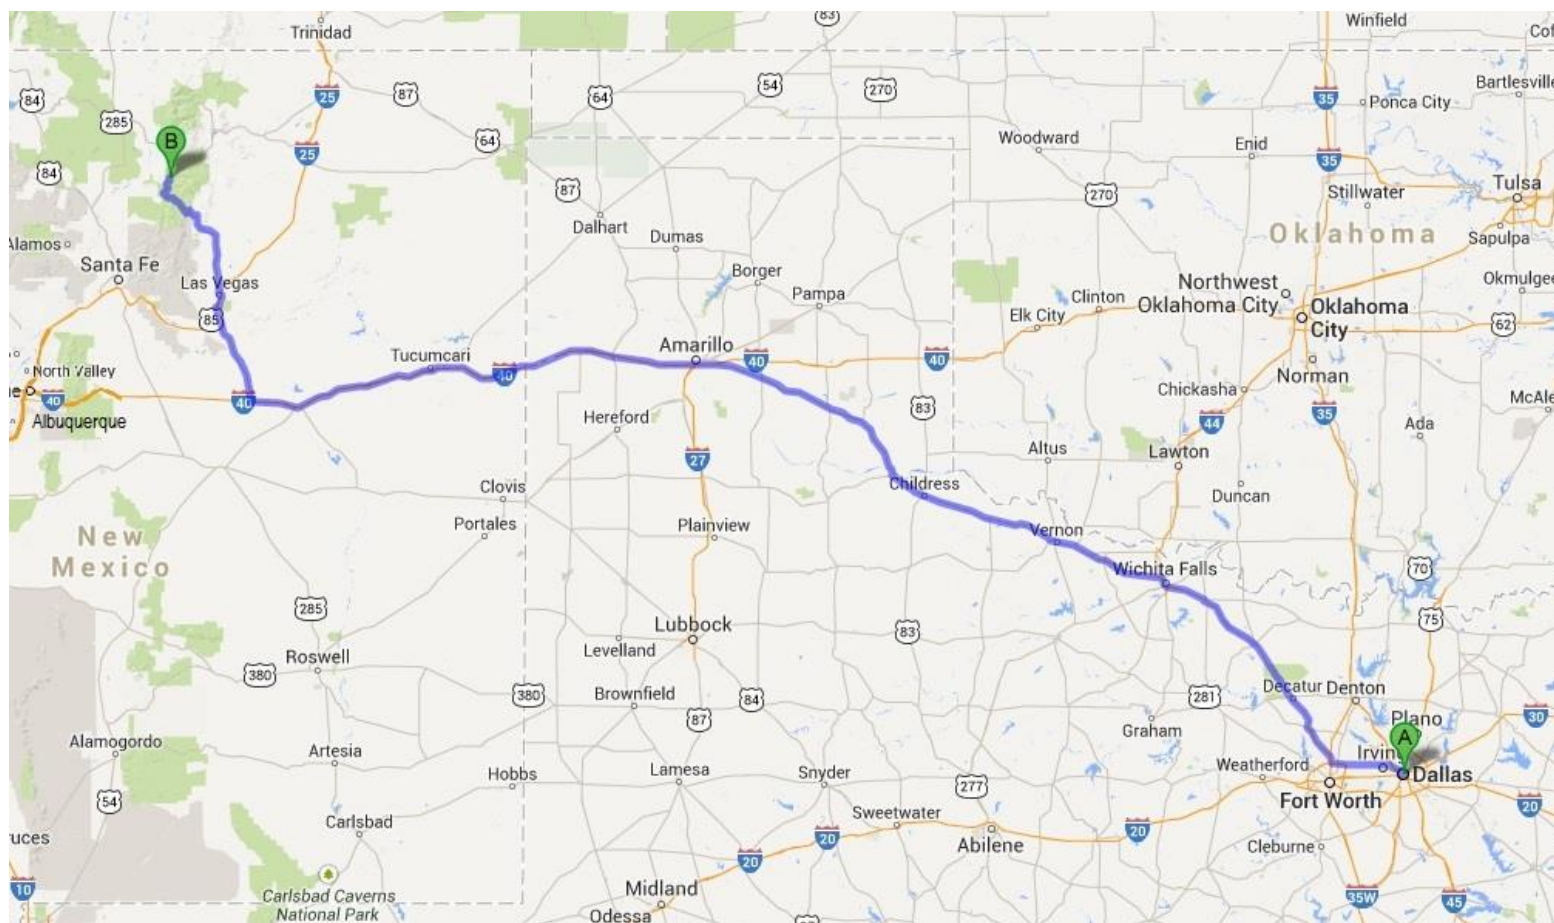 83
Winfield
Cof
Trinidad
84
25
87
64
54
270
35
Ponca City
Bartlesville
285
B
25
64
Woodward
Enid
35
84
87
270
Stillwater
Tulsa
Dalhart
Dumas
Oklahoma
Sapulpa
Alamos
Santa Fe
Las Vegas
Borger
Pampa
Clinton
Northwest
Oklahoma City
Okmulgee
85
Elk City
Oklahoma
City
62
Tucumcari
40
Amarillo
40
40
North Valley
Norman
e
40
40
Albuquerque
Hereford
83
Chickasha
44
35
McAle
Ada
27
Altus
Lawton
Clovis
Childress
Duncan
Portales
Plainview
Vernon
New
Mexico
Wichita Falls
70
285
Lubbock
83
75
Levelland
Roswell
380
380
Brownfield
84
281
Decatur
Denton
87
Graham
Plano
30
A
Alamogordo
Artesia
Hobbs
Lamesa
Snyder
277
Weatherford
Irving
Dallas
54
Fort Worth
20
Carlsbad
Sweetwater
20
20
Abilene
Cleburne
ruces
20
10
Carlsbad Caverns
National Park
Midland
Odessa
35W
45